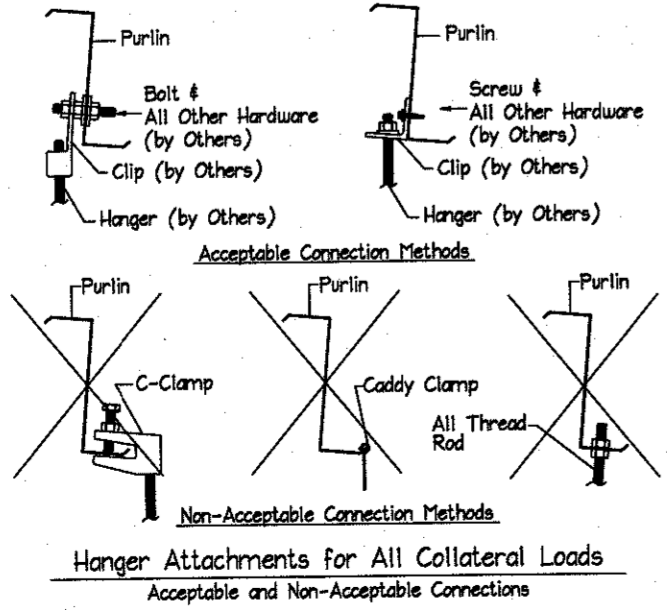 Purlin
Bolt &
All Other Hardware
(by Others)
Clip (by Others)
Hanger (by Others)
Purlin
Screw &
All Other Hardware
(by Others)
Clip (by Others)
Hanger (by Others)
Acceptable Connection Methods
Purlin
C-Clamp
Purlin
Caddy Clamp
Purlin
All Thread
Rod
Non-Acceptable Connection Methods
Hanger Attachments for All Collateral Loads
Acceptable and Non-Acceptable Connections